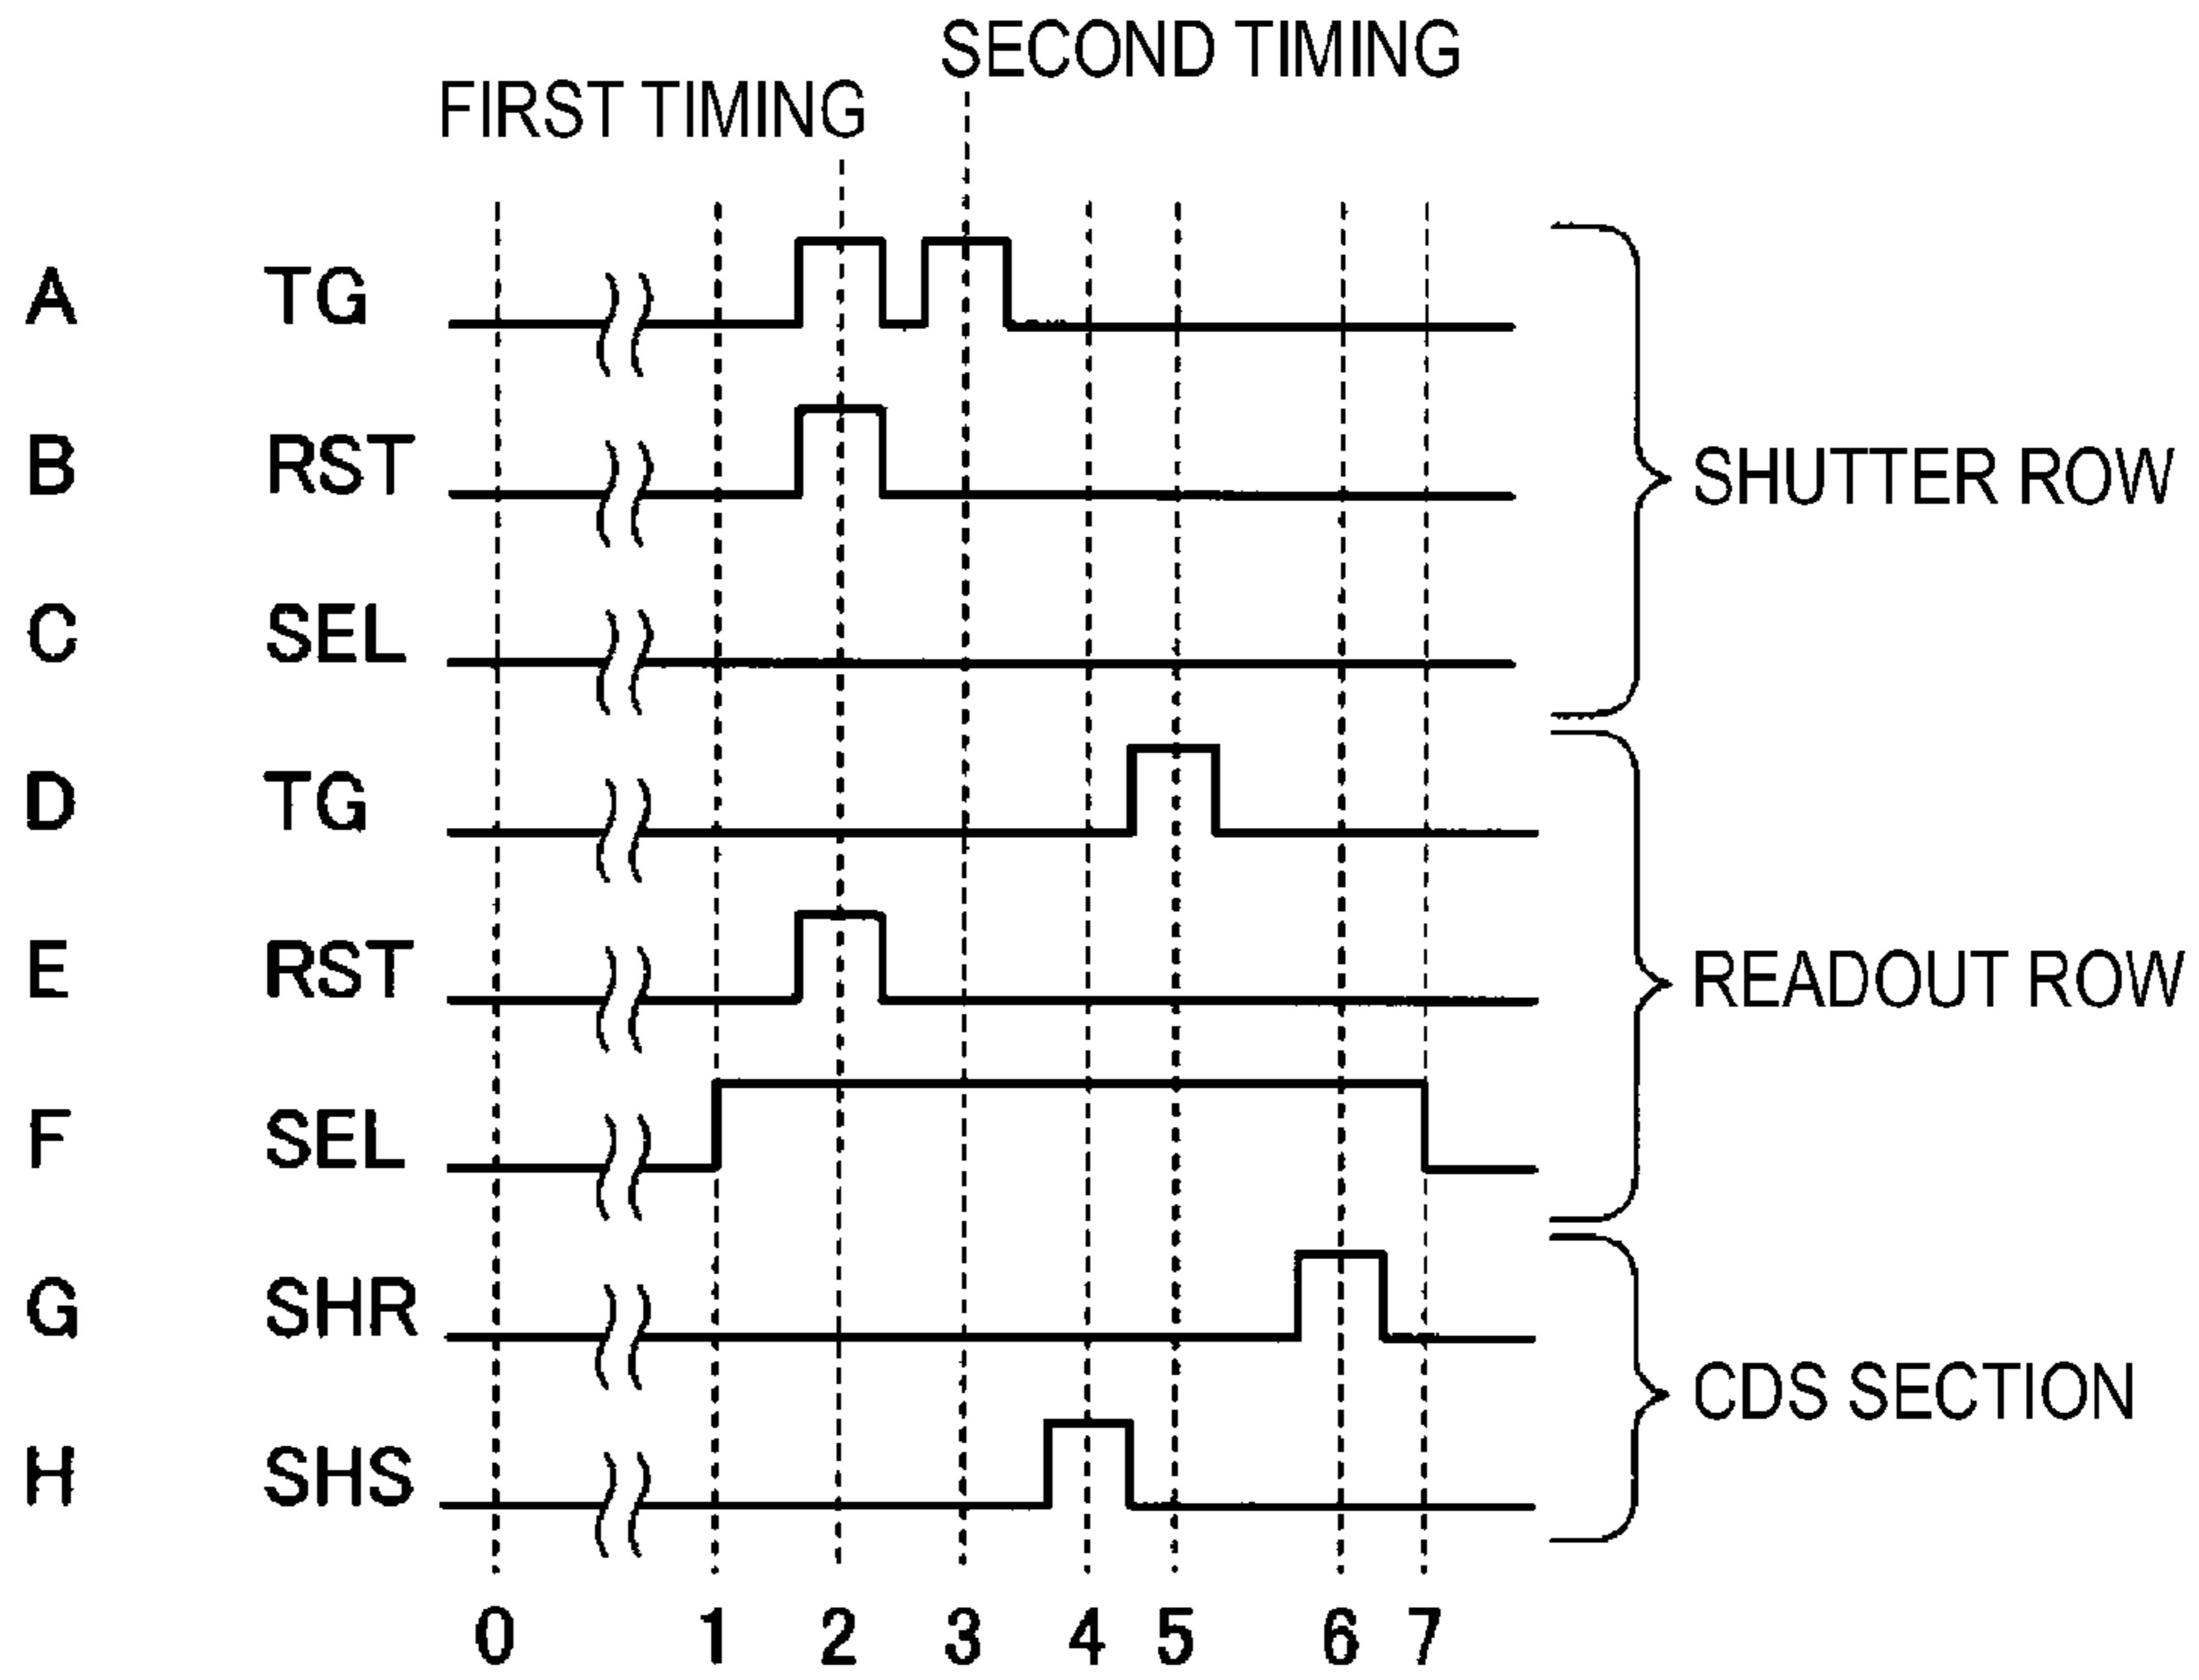 SECOND TIMING
FIRST TIMING
A TG
B RST
SHUTTER ROW
C SEL
D TG
E RST
READOUT ROW
F SEL
G SHR
CDS SECTION
H SHS
0 1 2 3 4 5 6 7